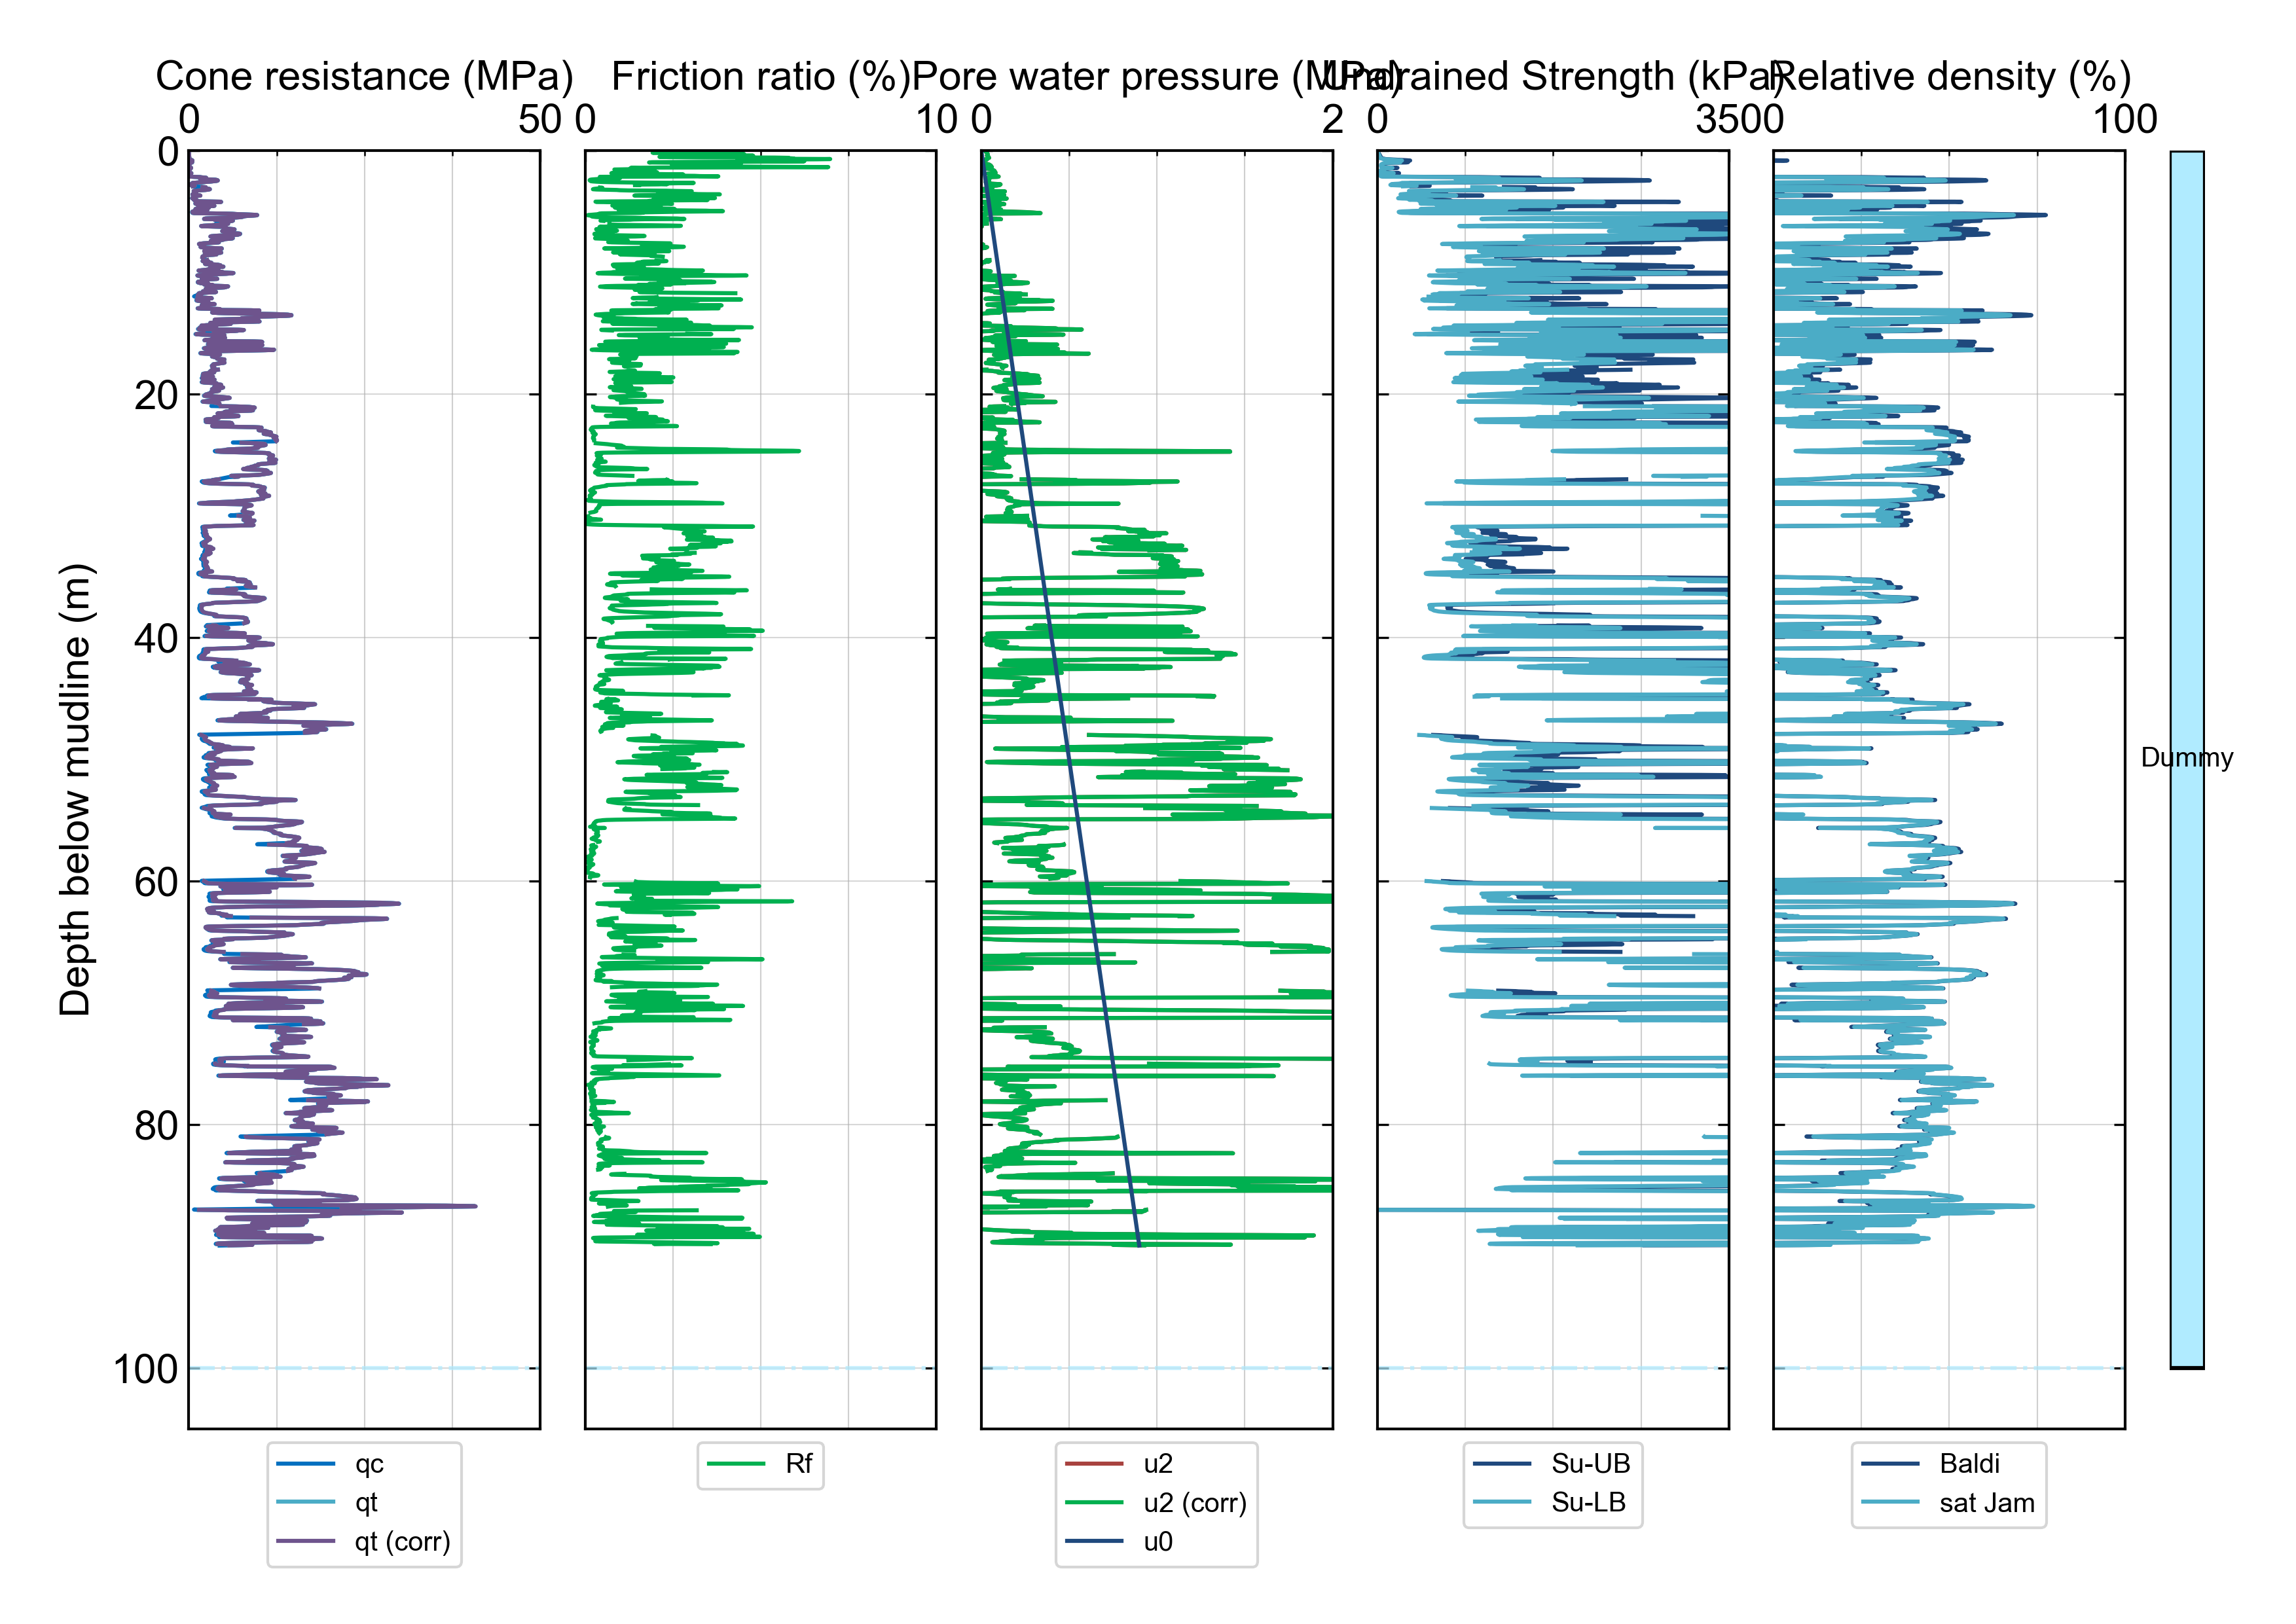 Cone resistance (MPa)
Friction ratio (%)
Pore water pressure (MPa)
Undrained Strength (kPa)
Relative density (%)
0 50
0 10
0 2
0 350
0 100
Depth below mudline (m)
0
20
40
60
80
100
Dummy
qc
qt
qt (corr)
Rf
u2
u2 (corr)
u0
Su-UB
Su-LB
Baldi
sat Jam